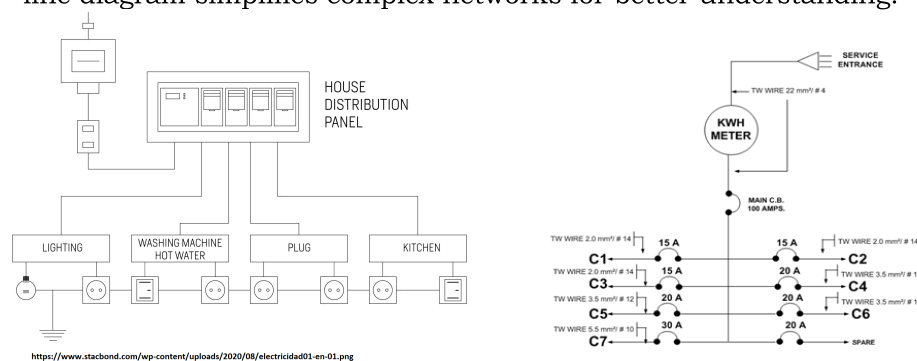 line diagram simplifies complex networks for better understanding.
HOUSE
DISTRIBUTION
PANEL
LIGHTING
WASHING MACHINE
HOT WATER
PLUG
KITCHEN
https://www.stacbond.com/wp-content/uploads/2020/08/electricidad01-en-01.png
SERVICE
ENTRANCE
TW WIRE 22 mm²/ # 4
KWH
METER
MAIN C.B.
100 AMPS.
TW WIRE 2.0 mm²/ # 14
15 A
15 A
TW WIRE 2.0 mm²/ # 14
C1
C2
TW WIRE 2.0 mm²/ # 14
15 A
20 A
TW WIRE 3.5 mm²/ # 1
C3
C4
TW WIRE 3.5 mm²/ # 12
20 A
20 A
TW WIRE 3.5 mm²/ # 1
C5
C6
TW WIRE 5.5 mm²/ # 10
30 A
20 A
C7
SPARE